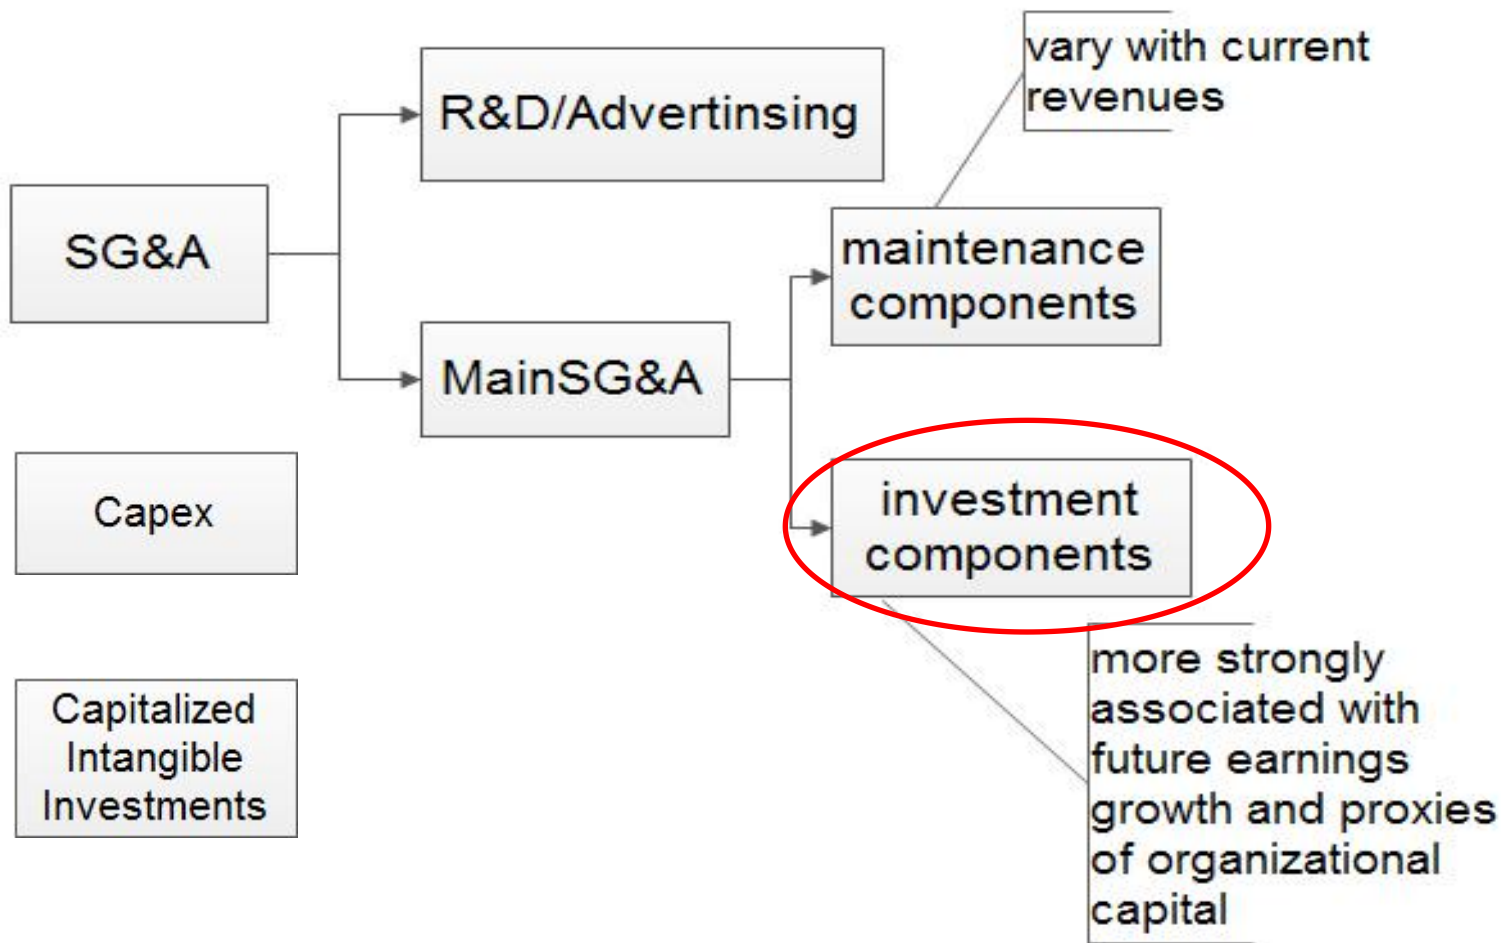 vary with current
revenues
R&D/Advertinsing
SG&A
maintenance
components
MainSG&A
Capex
investment
components
Capitalized
Intangible
Investments
more strongly
associated with
future earnings
growth and proxies
of organizational
capital